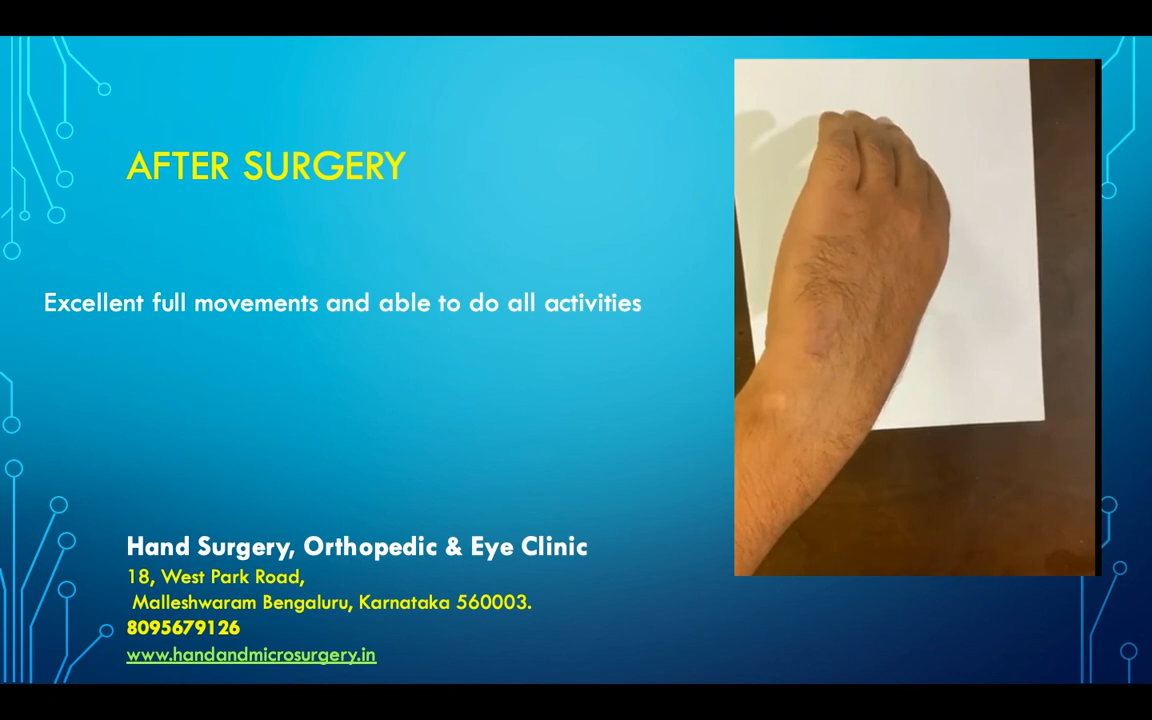 AFTER SURGERY
Excellent full movements and able to do all activities
Hand Surgery, Orthopedic & Eye Clinic
18, West Park Road,
Malleshwaram Bengaluru, Karnataka 560003.
8095679126
www.handandmicrosurgery.in